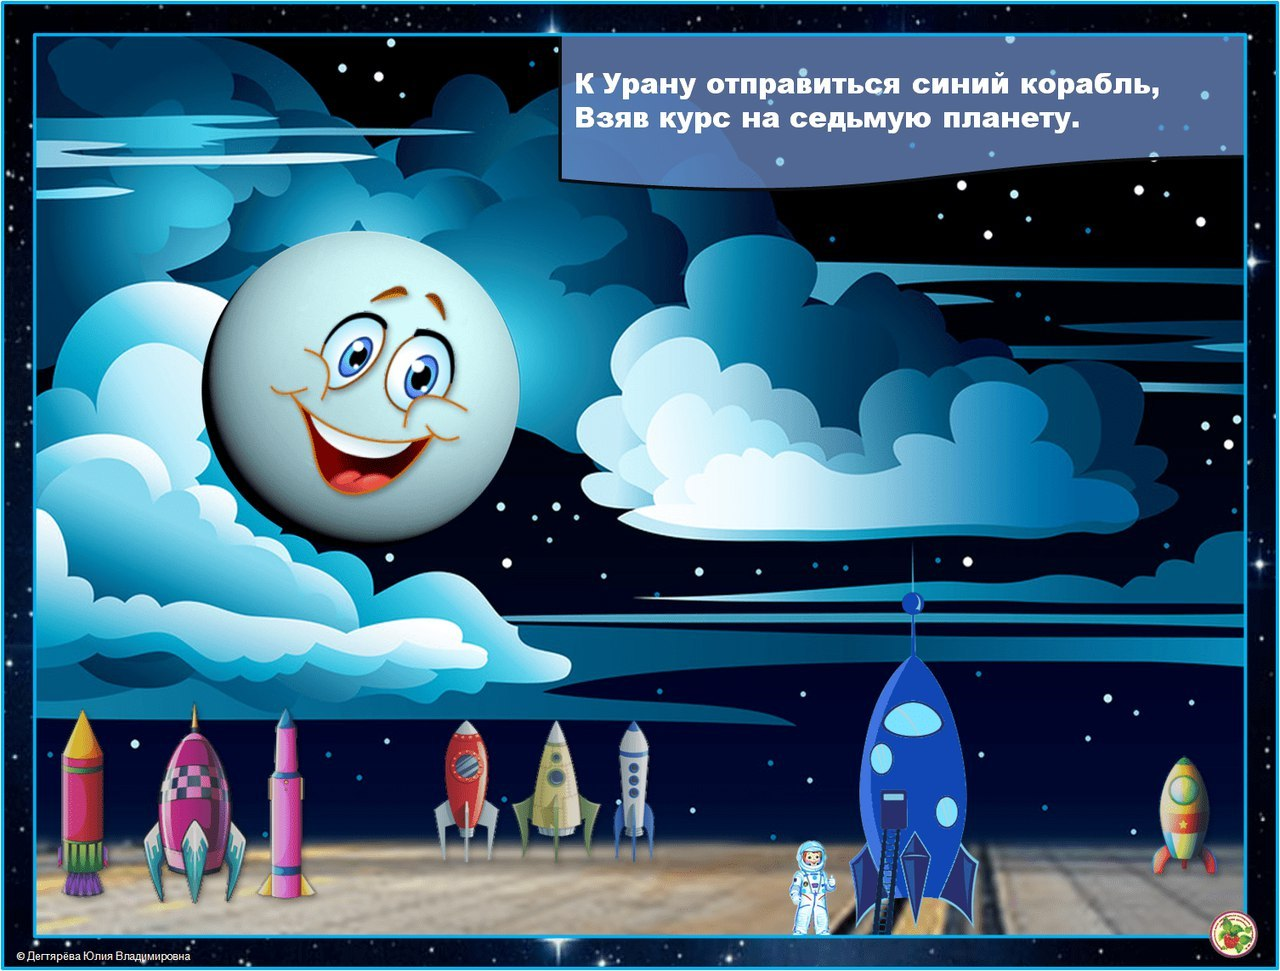 К Урану отправиться синий корабль,
Взяв курс на седьмую планету.
© Дегтярёва Юлия Владимировна